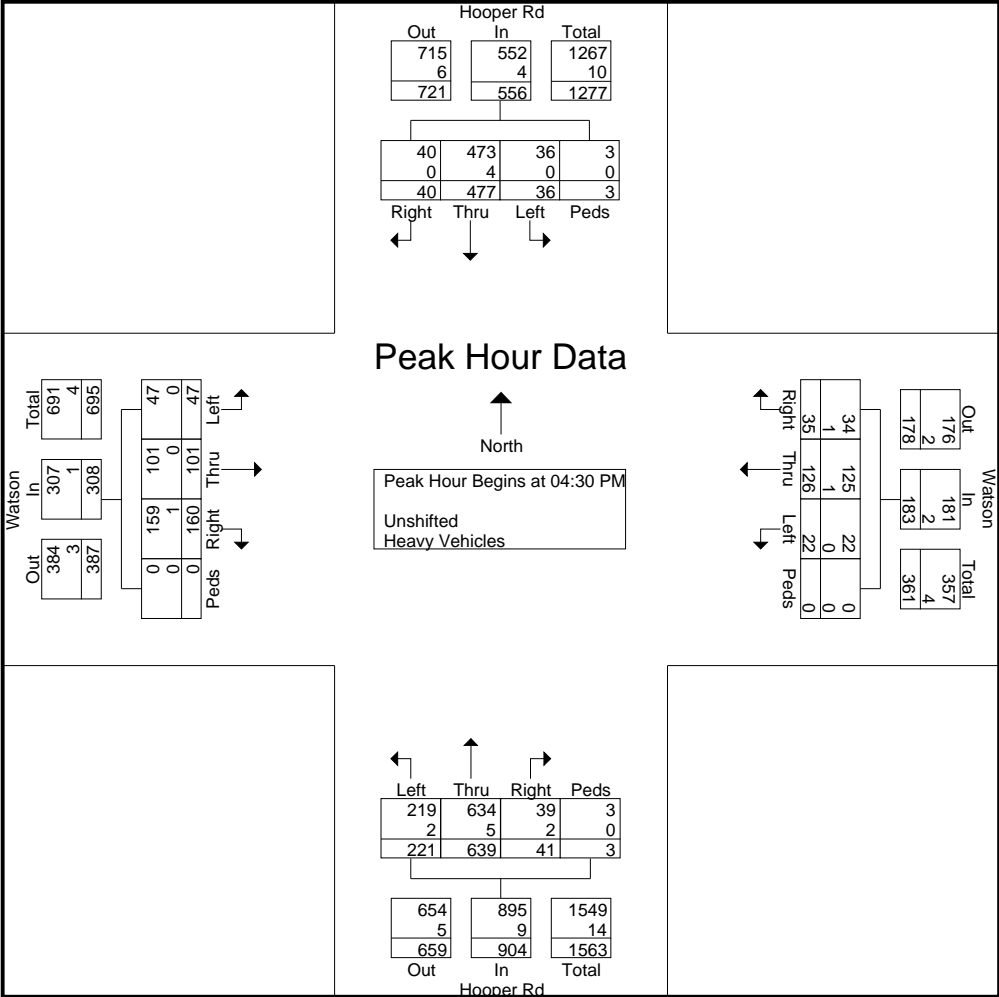 Hooper Rd
Out In Total
715 552 1267
6 4 10
721 556 1277
40 473 36 3
0 4 0 0
40 477 36 3
Right Thru Left Peds
Peak Hour Data
North
Peak Hour Begins at 04:30 PM
Unshifted
Heavy Vehicles
Watson
Out In Total
384 307 691
3 1 4
387 308 695
Peds Right Thru Left
0 159 101 47
0 1 0 0
0 160 101 47
Watson
Out In Total
176 181 357
2 2 4
178 183 361
34 125 22 0
1 1 0 0
35 126 22 0
Right Thru Left Peds
Left Thru Right Peds
219 634 39 3
2 5 2 0
221 639 41 3
654 895 1549
5 9 14
659 904 1563
Out In Total
Hooper Rd